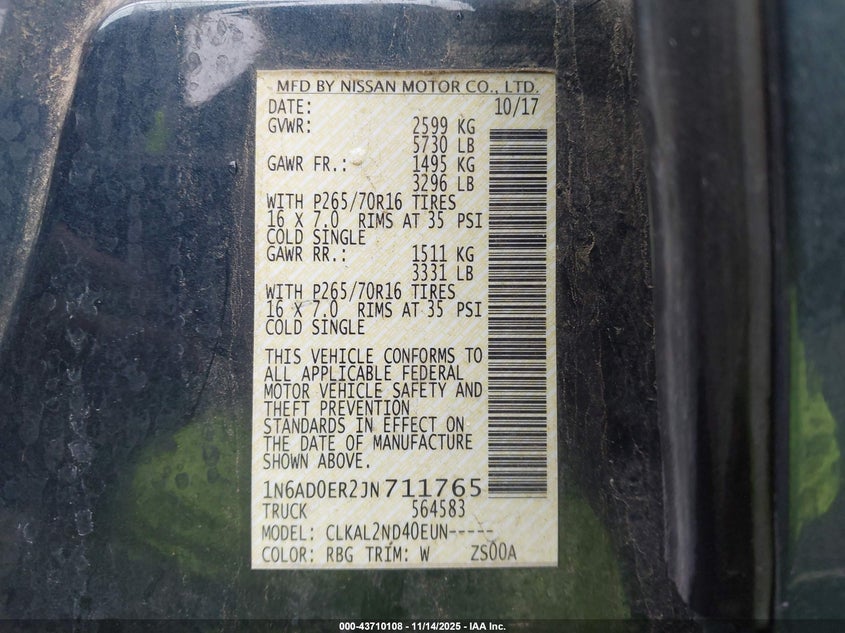 MFD BY NISSAN MOTOR CO., LTD.
DATE: 10/17
GVWR: 2599 KG
5730 LB
GAWR FR.: 1495 KG
3296 LB
WITH P265/70R16 TIRES
16 X 7.0 RIMS AT 35 PSI
COLD SINGLE
GAWR RR.: 1511 KG
3331 LB
WITH P265/70R16 TIRES
16 X 7.0 RIMS AT 35 PSI
COLD SINGLE
THIS VEHICLE CONFORMS TO
ALL APPLICABLE FEDERAL
MOTOR VEHICLE SAFETY AND
THEFT PREVENTION
STANDARDS IN EFFECT ON
THE DATE OF MANUFACTURE
SHOWN ABOVE.
1N6AD0ER2JN711765
TRUCK 564583
MODEL: CLKAL2ND40EUN-----
COLOR: RBG TRIM: W ZS00A
000-43710108 - 11/14/2025 - IAA Inc.